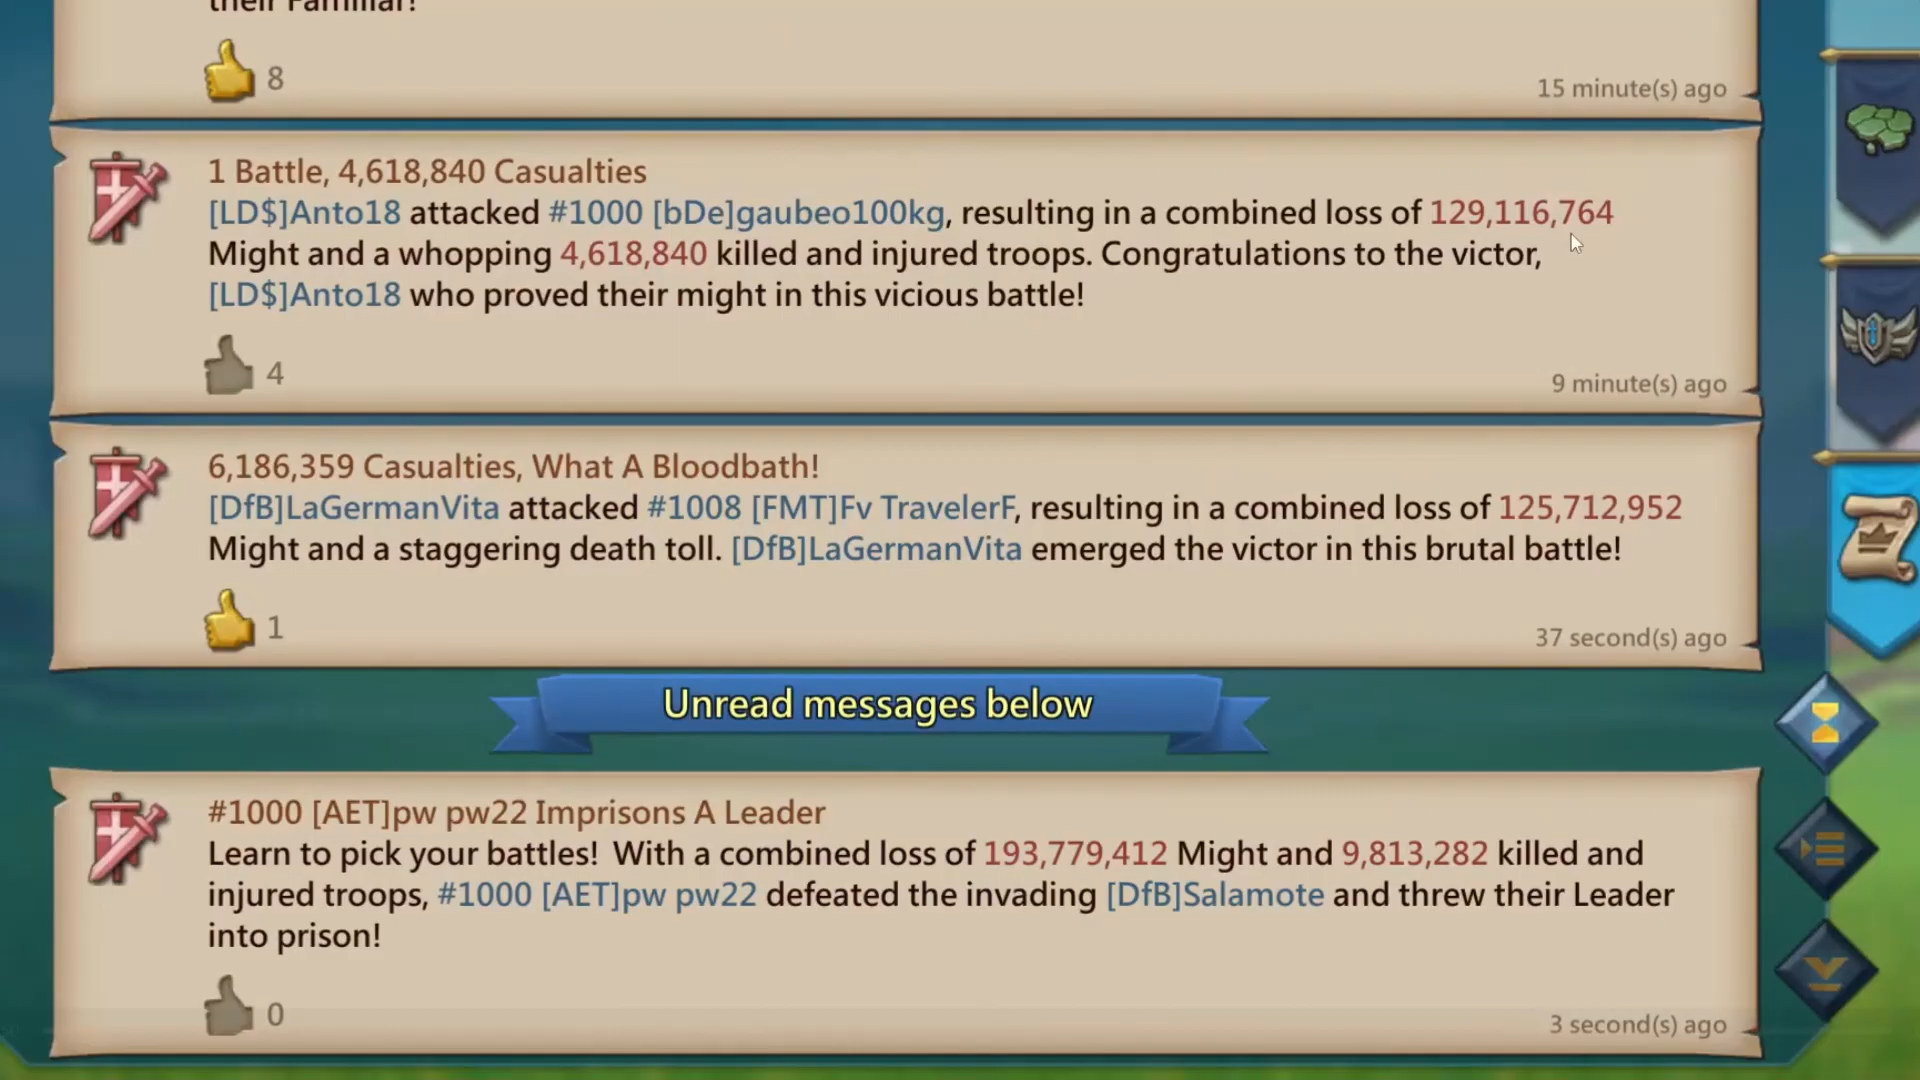 their Familiar!
8
15 minute(s) ago
1 Battle, 4,618,840 Casualties
[LD$]Anto18 attacked #1000 [bDe]gaubeo100kg, resulting in a combined loss of 129,116,764
Might and a whopping 4,618,840 killed and injured troops. Congratulations to the victor,
[LD$]Anto18 who proved their might in this vicious battle!
4
9 minute(s) ago
6,186,359 Casualties, What A Bloodbath!
[DfB]LaGermanVita attacked #1008 [FMT]Fv TravelerF, resulting in a combined loss of 125,712,952
Might and a staggering death toll. [DfB]LaGermanVita emerged the victor in this brutal battle!
1
37 second(s) ago
Unread messages below
#1000 [AET]pw pw22 Imprisons A Leader
Learn to pick your battles! With a combined loss of 193,779,412 Might and 9,813,282 killed and
injured troops, #1000 [AET]pw pw22 defeated the invading [DfB]Salamote and threw their Leader
into prison!
0
3 second(s) ago